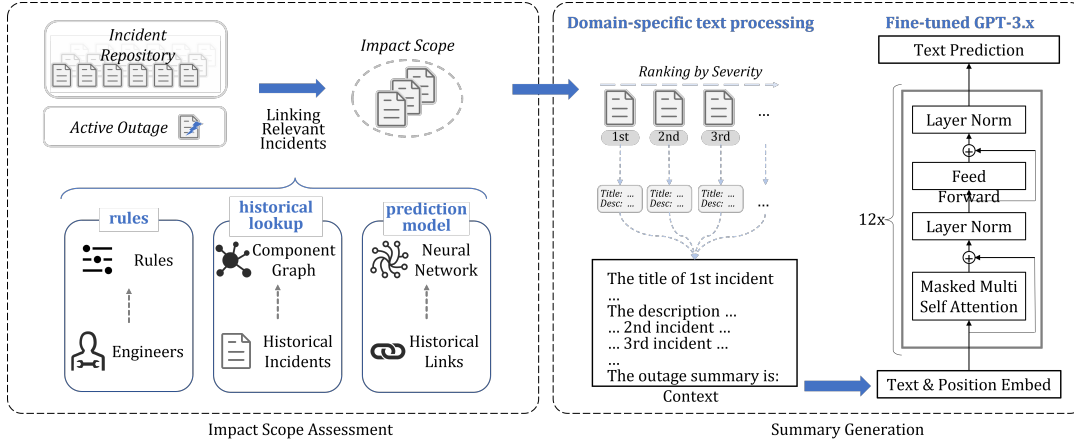 Incident
Repository
Active Outage
Linking
Relevant
Incidents
Impact Scope
rules
Rules
Engineers
historical
lookup
Component
Graph
Historical
Incidents
prediction
model
Neural
Network
Historical
Links
Impact Scope Assessment
Domain-specific text processing
Ranking by Severity
1st
2nd
3rd
...
Title: ...
Desc: ...
Title: ...
Desc: ...
Title: ...
Desc: ...
...
The title of 1st incident
...
The description ...
... 2nd incident ...
... 3rd incident ...
...
The outage summary is:
Context
Fine-tuned GPT-3.x
Text Prediction
Layer Norm
Feed
Forward
12x
Layer Norm
Masked Multi
Self Attention
Text & Position Embed
Summary Generation